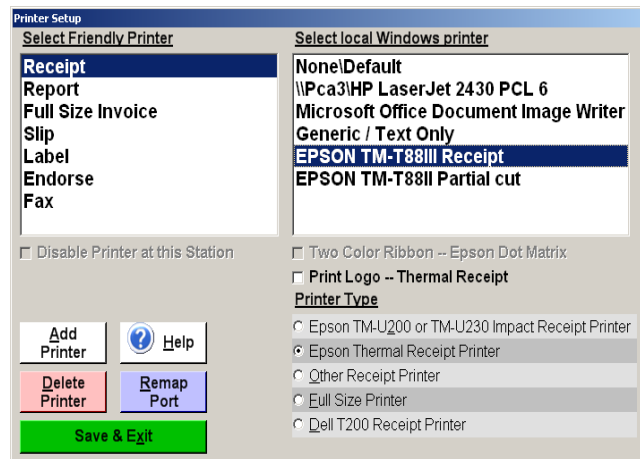 Printer Setup
Select Friendly Printer
Receipt
Report
Full Size Invoice
Slip
Label
Endorse
Fax
Disable Printer at this Station
Add Printer
Help
Delete Printer
Remap Port
Save & Exit
Select local Windows printer
None\Default
\\Pca3\HP LaserJet 2430 PCL 6
Microsoft Office Document Image Writer
Generic / Text Only
EPSON TM-T88III Receipt
EPSON TM-T88II Partial cut
Two Color Ribbon -- Epson Dot Matrix
Print Logo -- Thermal Receipt
Printer Type
Epson TM-U200 or TM-U230 Impact Receipt Printer
Epson Thermal Receipt Printer
Other Receipt Printer
Full Size Printer
Dell T200 Receipt Printer